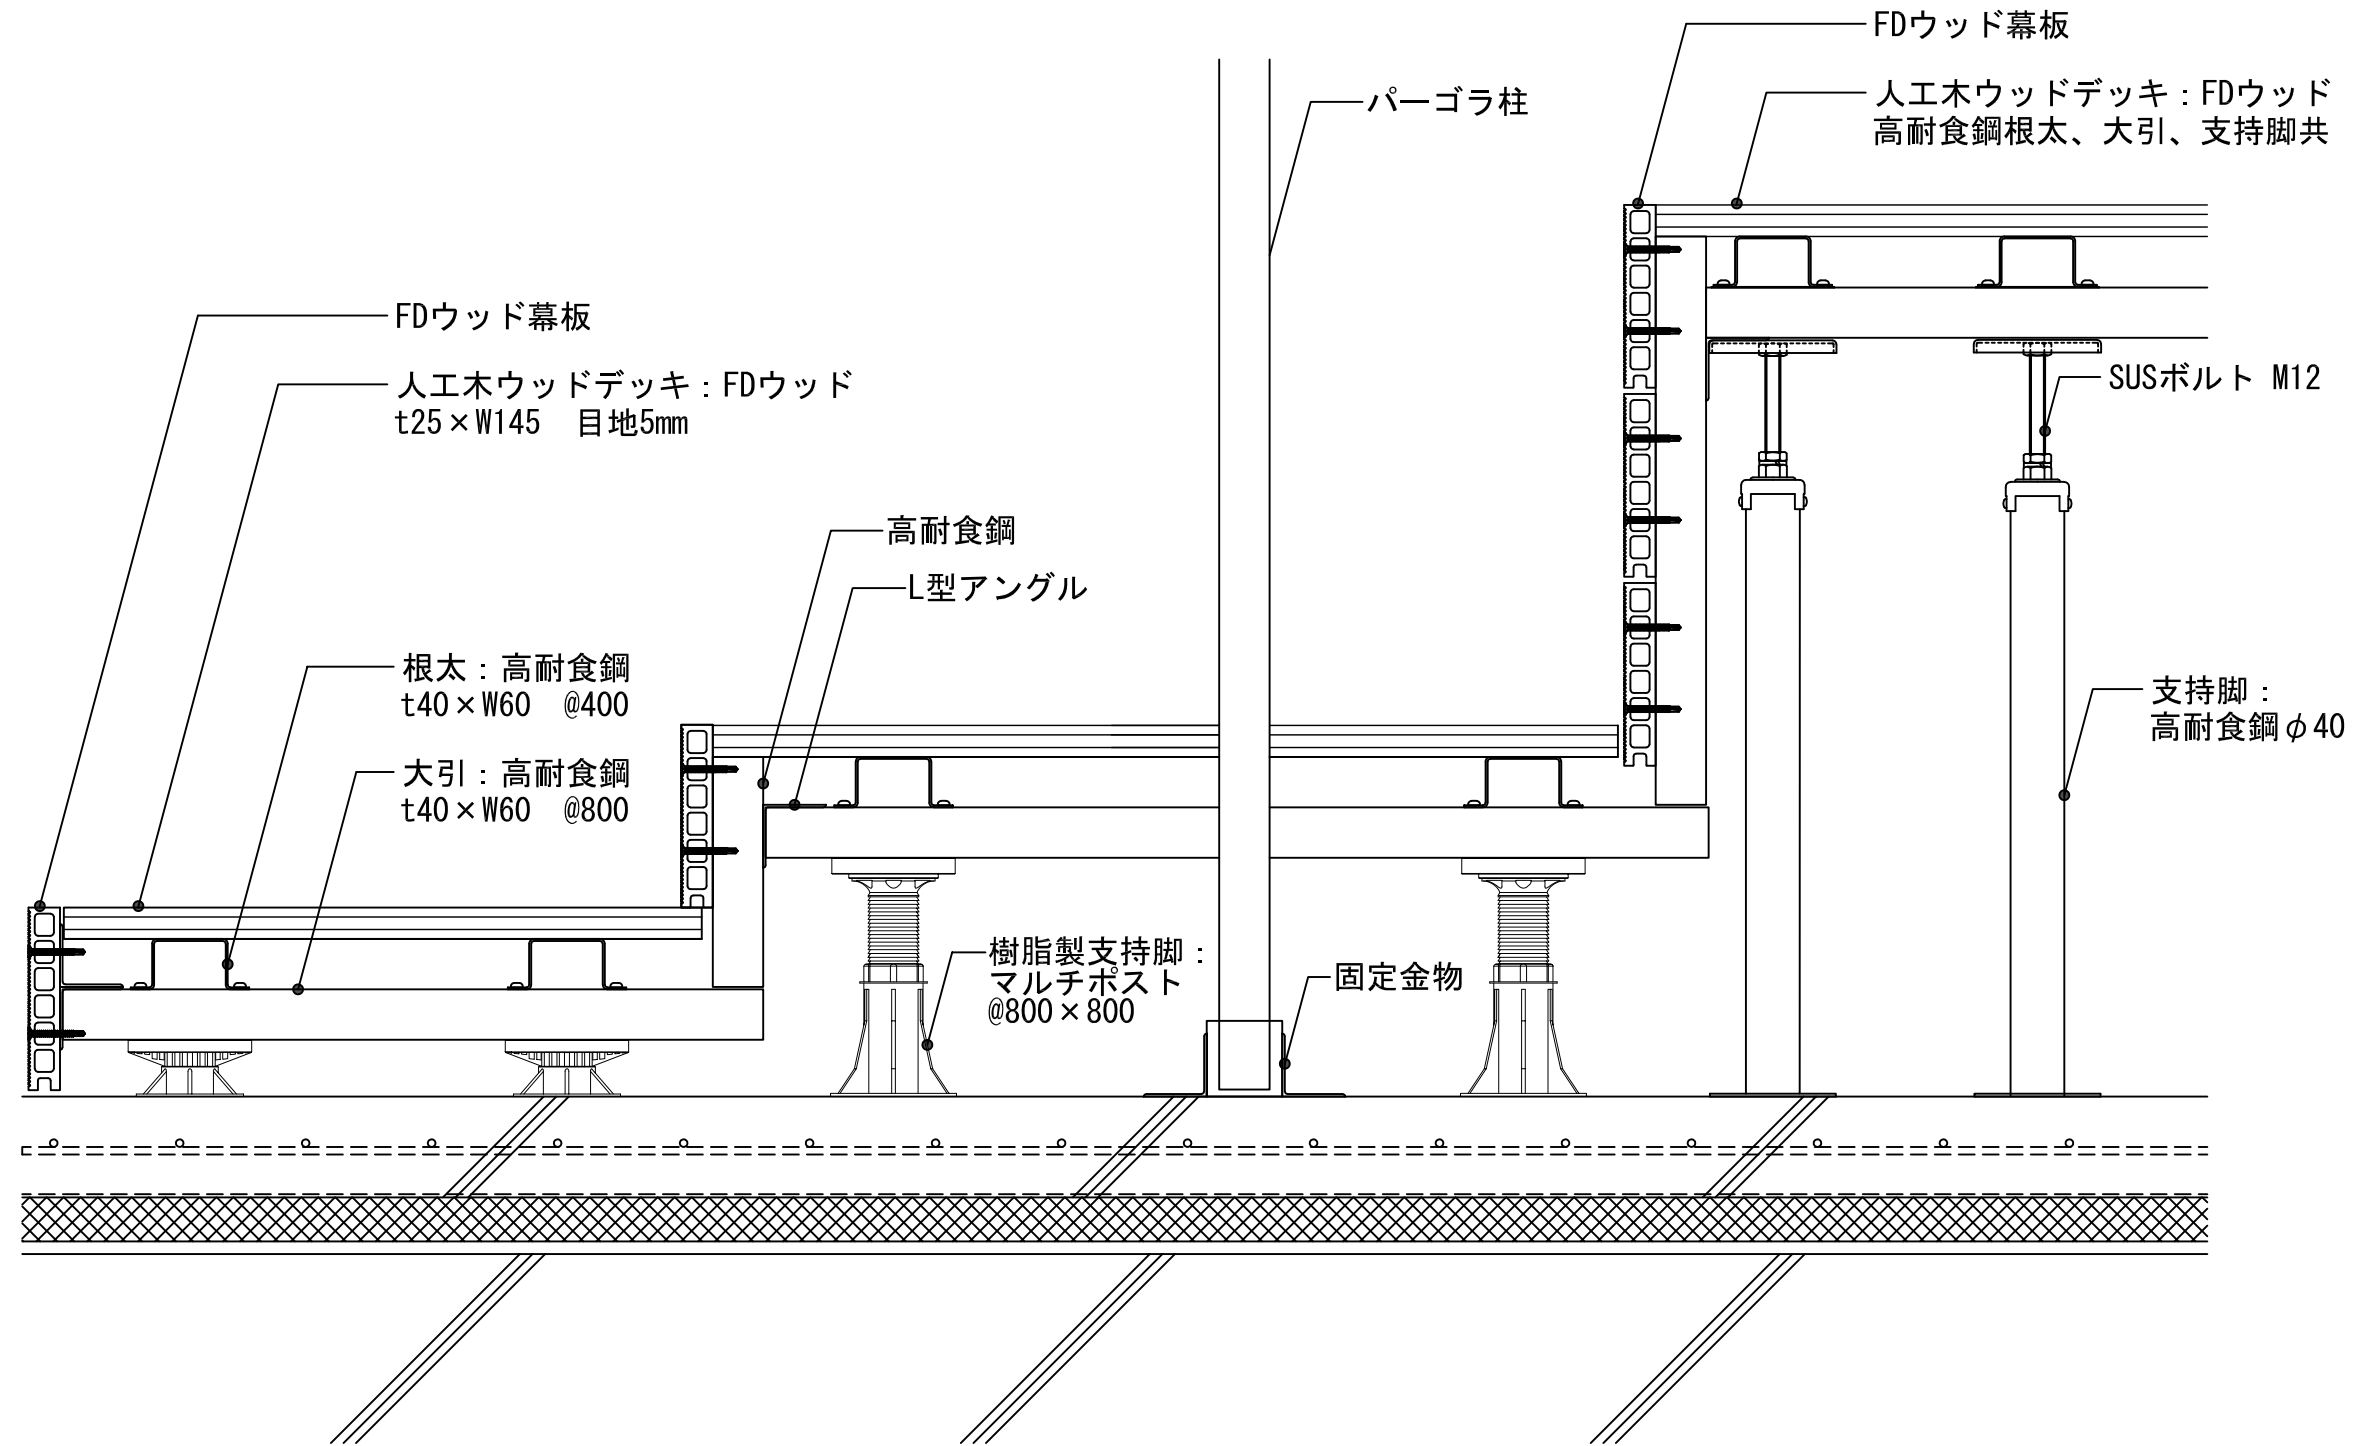 FDウッド幕板
人工木ウッドデッキ：FDウッド
高耐食鋼根太、大引、支持脚共
パーゴラ柱
FDウッド幕板
人工木ウッドデッキ：FDウッド
t25×W145　目地5mm
SUSボルト M12
高耐食鋼
L型アングル
根太：高耐食鋼
t40×W60　@400
大引：高耐食鋼
t40×W60　@800
支持脚：
高耐食鋼φ40
樹脂製支持脚：
マルチポスト
@800×800
固定金物